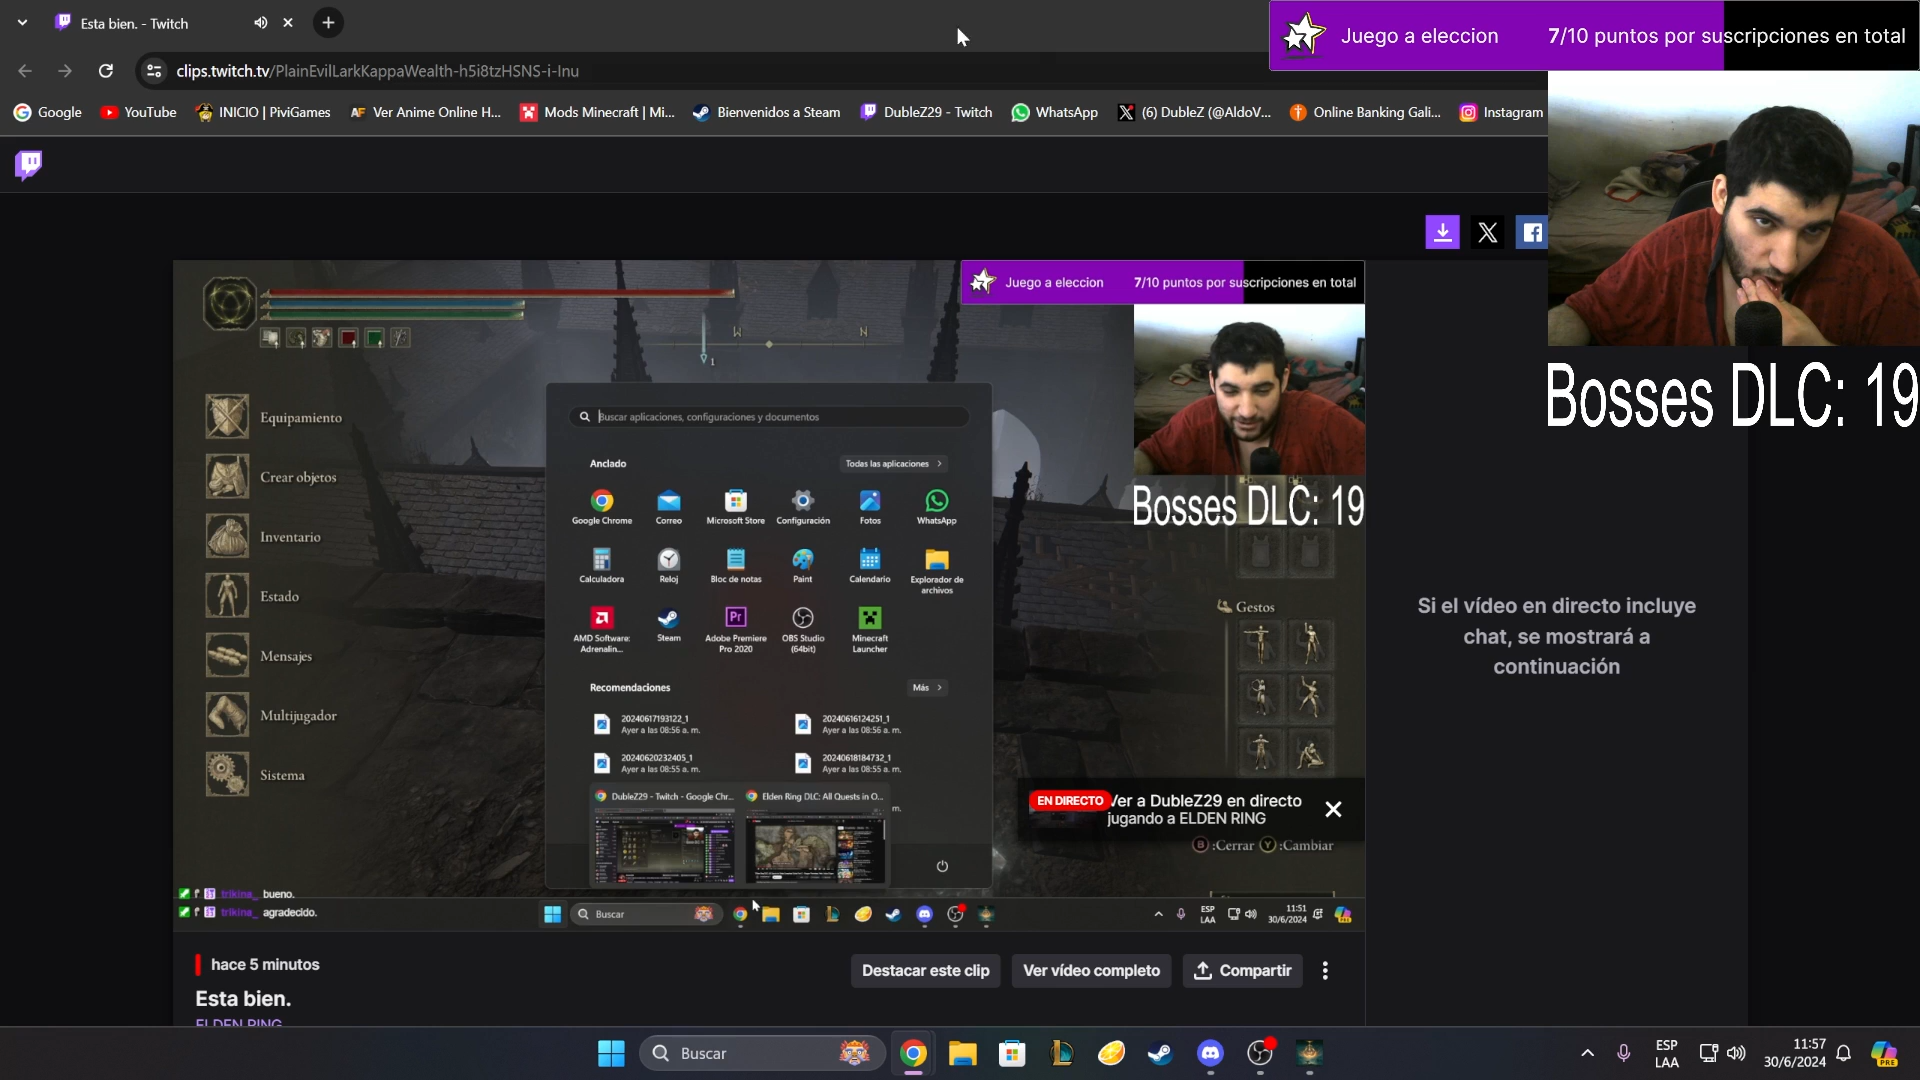 Esta bien. - Twitch
Juego a eleccion 7/10 puntos por suscripciones en total
clips.twitch.tv/PlainEvilLarkKappaWealth-h5i8tzHSNS-i-Inu
Google YouTube INICIO | PiviGames Ver Anime Online H... Mods Minecraft | Mi... Bienvenidos a Steam DubleZ29 - Twitch WhatsApp (6) DubleZ (@AldoV... Online Banking Gali... Instagram
Juego a eleccion 7/10 puntos por suscripciones en total
W N
1
Bosses DLC: 19
Equipamiento
Crear objetos
Inventario
Estado
Mensajes
Multijugador
Sistema
Buscar aplicaciones, configuraciones y documentos
Anclado Todas las aplicaciones
Google Chrome Correo Microsoft Store Configuración Fotos WhatsApp
Calculadora Reloj Bloc de notas Paint Calendario Explorador de archivos
AMD Software: Adrenalin... Steam Adobe Premiere Pro 2020 OBS Studio (64bit) Minecraft Launcher
Recomendaciones Más
20240617193122_1
Ayer a las 08:56 a. m.
20240616124251_1
Ayer a las 08:56 a. m.
20240620232405_1
Ayer a las 08:55 a. m.
20240618184732_1
Ayer a las 08:55 a. m.
DubleZ29 - Twitch - Google Chr... Elden Ring DLC: All Quests in O...
Bosses DLC: 19
Gestos
EN DIRECTO
Ver a DubleZ29 en directo
jugando a ELDEN RING
B :Cerrar Y :Cambiar
trikina_ bueno.
trikina_ agradecido.
Buscar
ESP
LAA
11:51
30/6/2024
Si el vídeo en directo incluye
chat, se mostrará a
continuación
hace 5 minutos
Destacar este clip Ver vídeo completo Compartir
Esta bien.
ELDEN RING
Buscar
ESP
LAA
11:57
30/6/2024
PRE